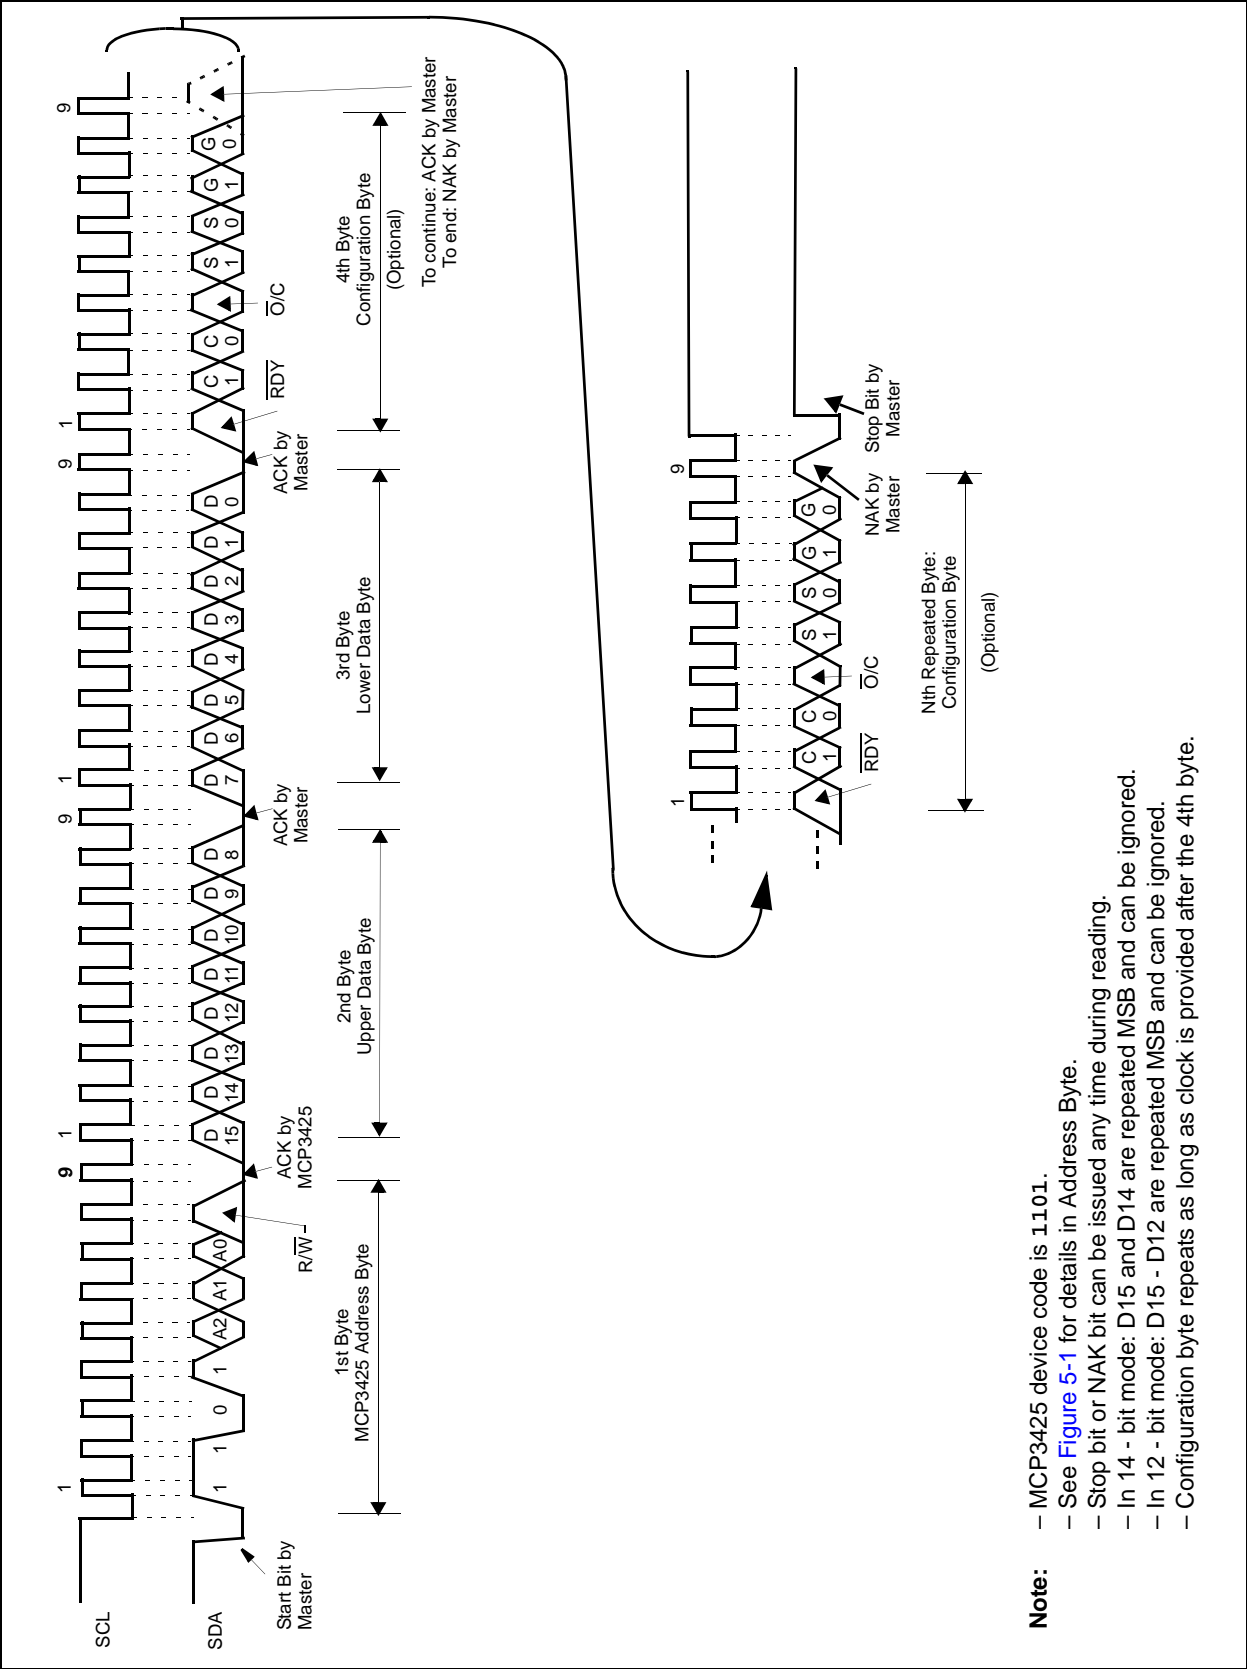 SCL
1 9 1 9 1 9 1 9
SDA
1 1 0 1 A2 A1 A0
D 15 D 14 D 13 D 12 D 11 D 10 D 9 D 8
D 7 D 6 D 5 D 4 D 3 D 2 D 1 D 0
C 1 C 0 S 1 S 0 G 1 G 0
Start Bit by
Master
R/W̅
ACK by
MCP3425
ACK by
Master
ACK by
Master
R̅D̅Y̅
O̅/C
1st Byte
MCP3425 Address Byte
2nd Byte
Upper Data Byte
3rd Byte
Lower Data Byte
4th Byte
Configuration Byte
(Optional)
To continue: ACK by Master
To end: NAK by Master
1 9
C 1 C 0 S 1 S 0 G 1 G 0
R̅D̅Y̅
O̅/C
NAK by
Master
Stop Bit by
Master
Nth Repeated Byte:
Configuration Byte
(Optional)
Note: – MCP3425 device code is 1101.
– See Figure 5-1 for details in Address Byte.
– Stop bit or NAK bit can be issued any time during reading.
– In 14 - bit mode: D15 and D14 are repeated MSB and can be ignored.
– In 12 - bit mode: D15 - D12 are repeated MSB and can be ignored.
– Configuration byte repeats as long as clock is provided after the 4th byte.